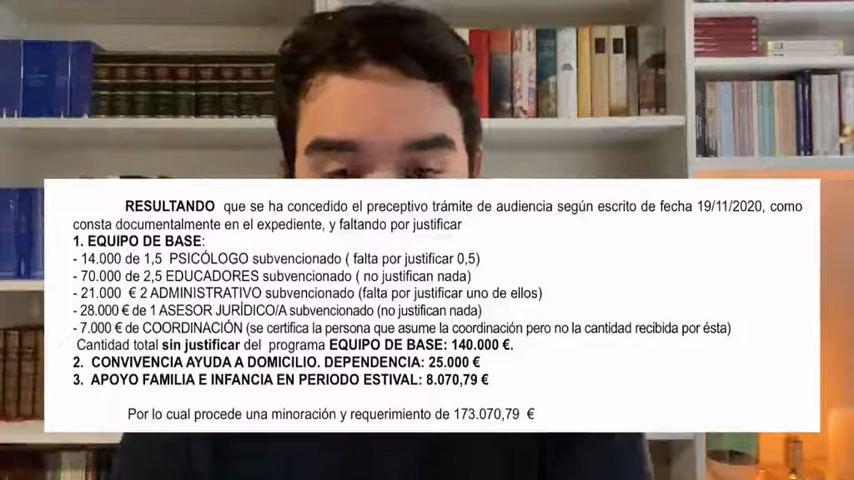 RESULTANDO que se ha concedido el preceptivo trámite de audiencia según escrito de fecha 19/11/2020, como
consta documentalmente en el expediente, y faltando por justificar
1. EQUIPO DE BASE:
- 14.000 de 1,5 PSICÓLOGO subvencionado ( falta por justificar 0,5)
- 70.000 de 2,5 EDUCADORES subvencionado ( no justifican nada)
- 21.000 € 2 ADMINISTRATIVO subvencionado (falta por justificar uno de ellos)
- 28.000 € de 1 ASESOR JURÍDICO/A subvencionado (no justifican nada)
- 7.000 € de COORDINACIÓN (se certifica la persona que asume la coordinación pero no la cantidad recibida por ésta)
Cantidad total sin justificar del programa EQUIPO DE BASE: 140.000 €.
2. CONVIVENCIA AYUDA A DOMICILIO. DEPENDENCIA: 25.000 €
3. APOYO FAMILIA E INFANCIA EN PERIODO ESTIVAL: 8.070,79 €
Por lo cual procede una minoración y requerimiento de 173.070,79 €